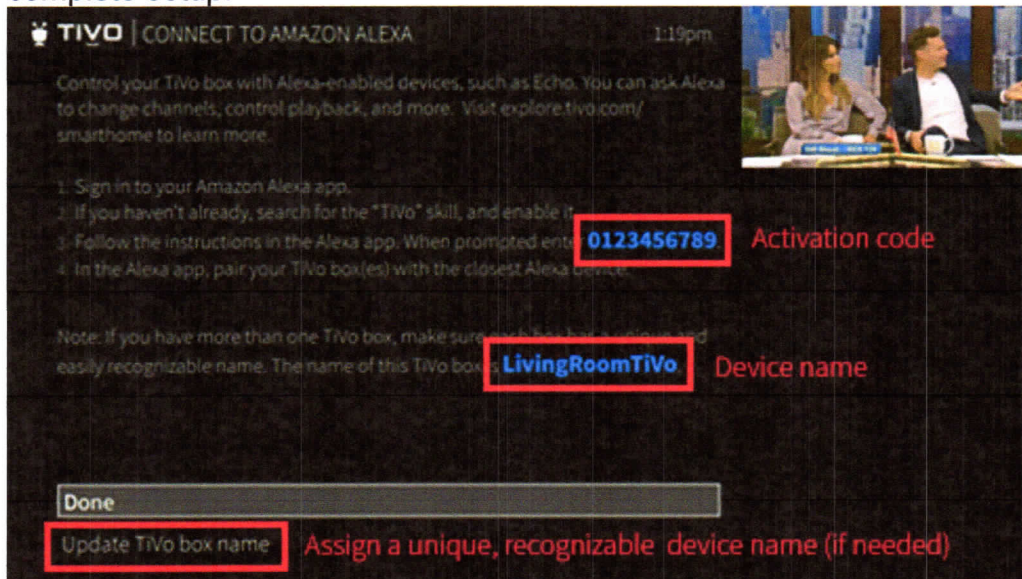 TIVO | CONNECT TO AMAZON ALEXA
1:19pm
Control your TiVo box with Alexa-enabled devices, such as Echo. You can ask Alexa
to change channels, control playback, and more. Visit explore.tivo.com/
smarthome to learn more.
1. Sign in to your Amazon Alexa app.
2. If you haven't already, search for the "TiVo" skill, and enable it.
3. Follow the instructions in the Alexa app. When prompted enter 0123456789.
Activation code
4. In the Alexa app, pair your TiVo box(es) with the closest Alexa device.
Note: If you have more than one TiVo box, make sure each box has a unique and
easily recognizable name. The name of this TiVo box is LivingRoomTiVo.
Device name
Done
Update TiVo box name
Assign a unique, recognizable device name (if needed)